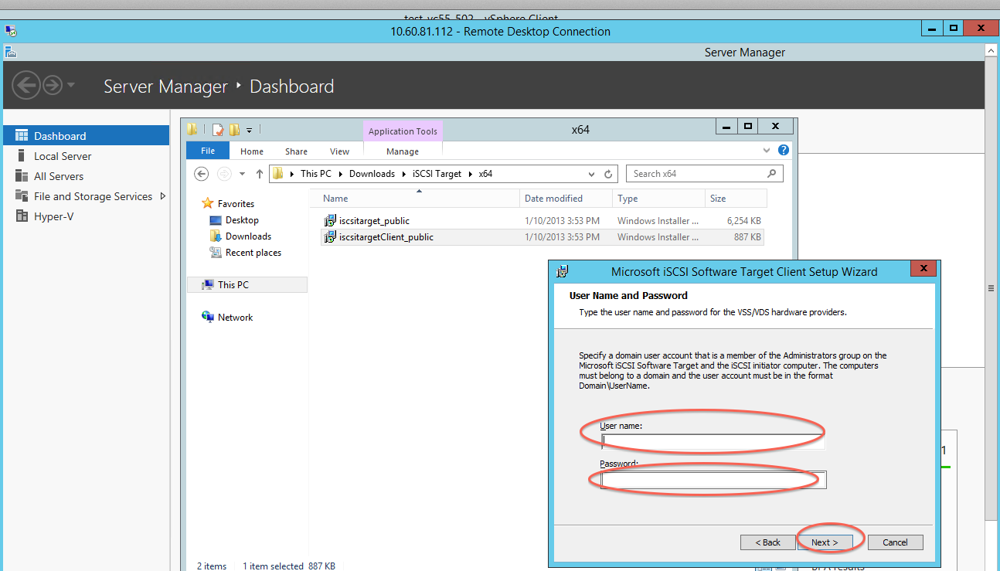 test_vc55_502 - vSphere Client
10.60.81.112 - Remote Desktop Connection
Server Manager
Server Manager ‣ Dashboard
Dashboard
Local Server
All Servers
File and Storage Services
Hyper-V
Application Tools
x64
File Home Share View Manage
This PC Downloads iSCSI Target x64
Search x64
Name Date modified Type Size
iscsitarget_public 1/10/2013 3:53 PM Windows Installer ... 6,254 KB
iscsitargetClient_public 1/10/2013 3:53 PM Windows Installer ... 887 KB
Favorites
Desktop
Downloads
Recent places
This PC
Network
2 items 1 item selected 887 KB
Microsoft iSCSI Software Target Client Setup Wizard
User Name and Password
Type the user name and password for the VSS/VDS hardware providers.
Specify a domain user account that is a member of the Administrators group on the
Microsoft iSCSI Software Target and the iSCSI initiator computer. The computers
must belong to a domain and the user account must be in the format
Domain\UserName.
User name:
Password:
< Back Next > Cancel
1
BPA results